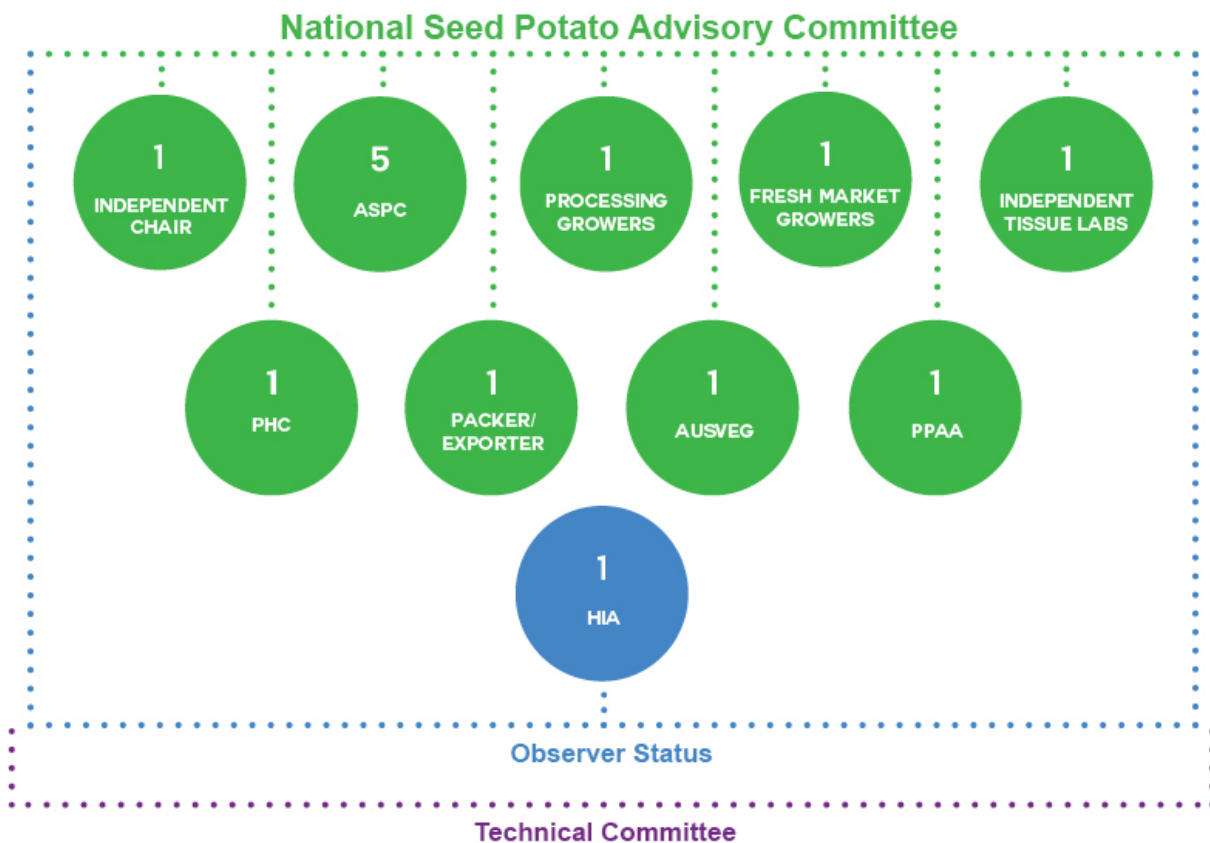 National Seed Potato Advisory Committee
1
INDEPENDENT
CHAIR
5
ASPC
1
PROCESSING
GROWERS
1
FRESH MARKET
GROWERS
1
INDEPENDENT
TISSUE LABS
1
PHC
1
PACKER/
EXPORTER
1
AUSVEG
1
PPAA
1
HIA
Observer Status
Technical Committee